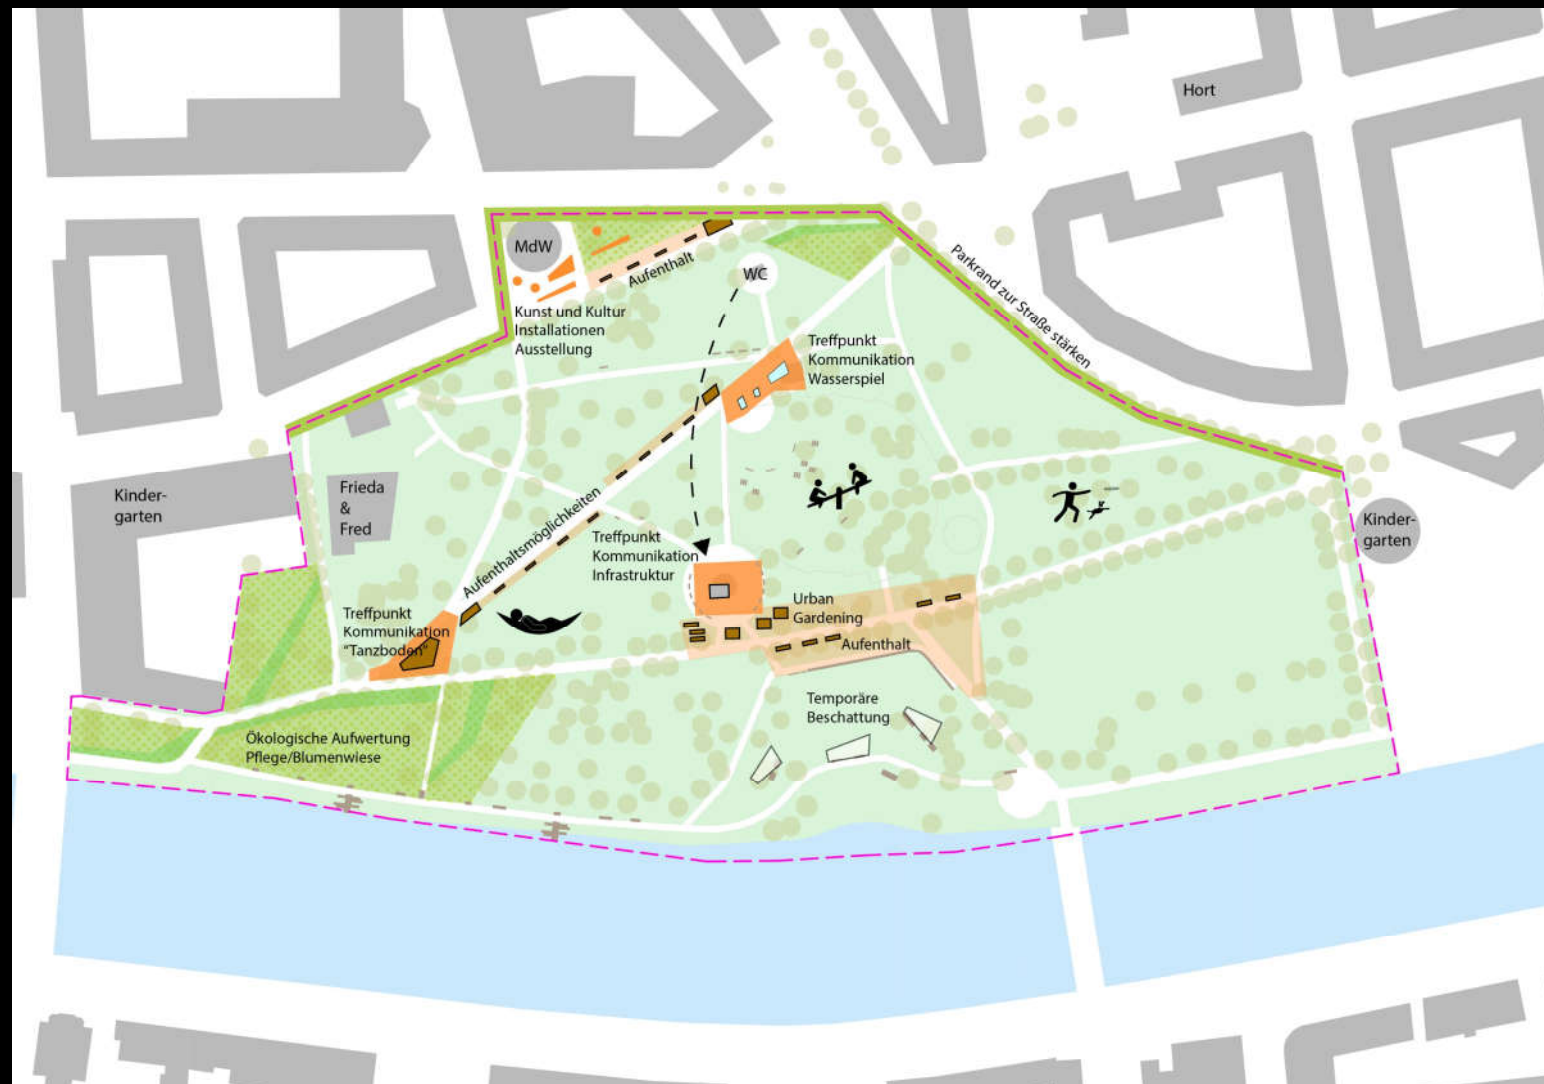 Hort
MdW
Aufenthalt
WC
Parkrand zur Straße stärken
Kunst und Kultur
Installationen
Ausstellung
Treffpunkt
Kommunikation
Wasserspiel
Kinder-
garten
Frieda
&
Fred
Aufenthaltsmöglichkeiten
Treffpunkt
Kommunikation
Infrastruktur
Kinder-
garten
Treffpunkt
Kommunikation
"Tanzboden"
Urban
Gardening
Aufenthalt
Temporäre
Beschattung
Ökologische Aufwertung
Pflege/Blumenwiese